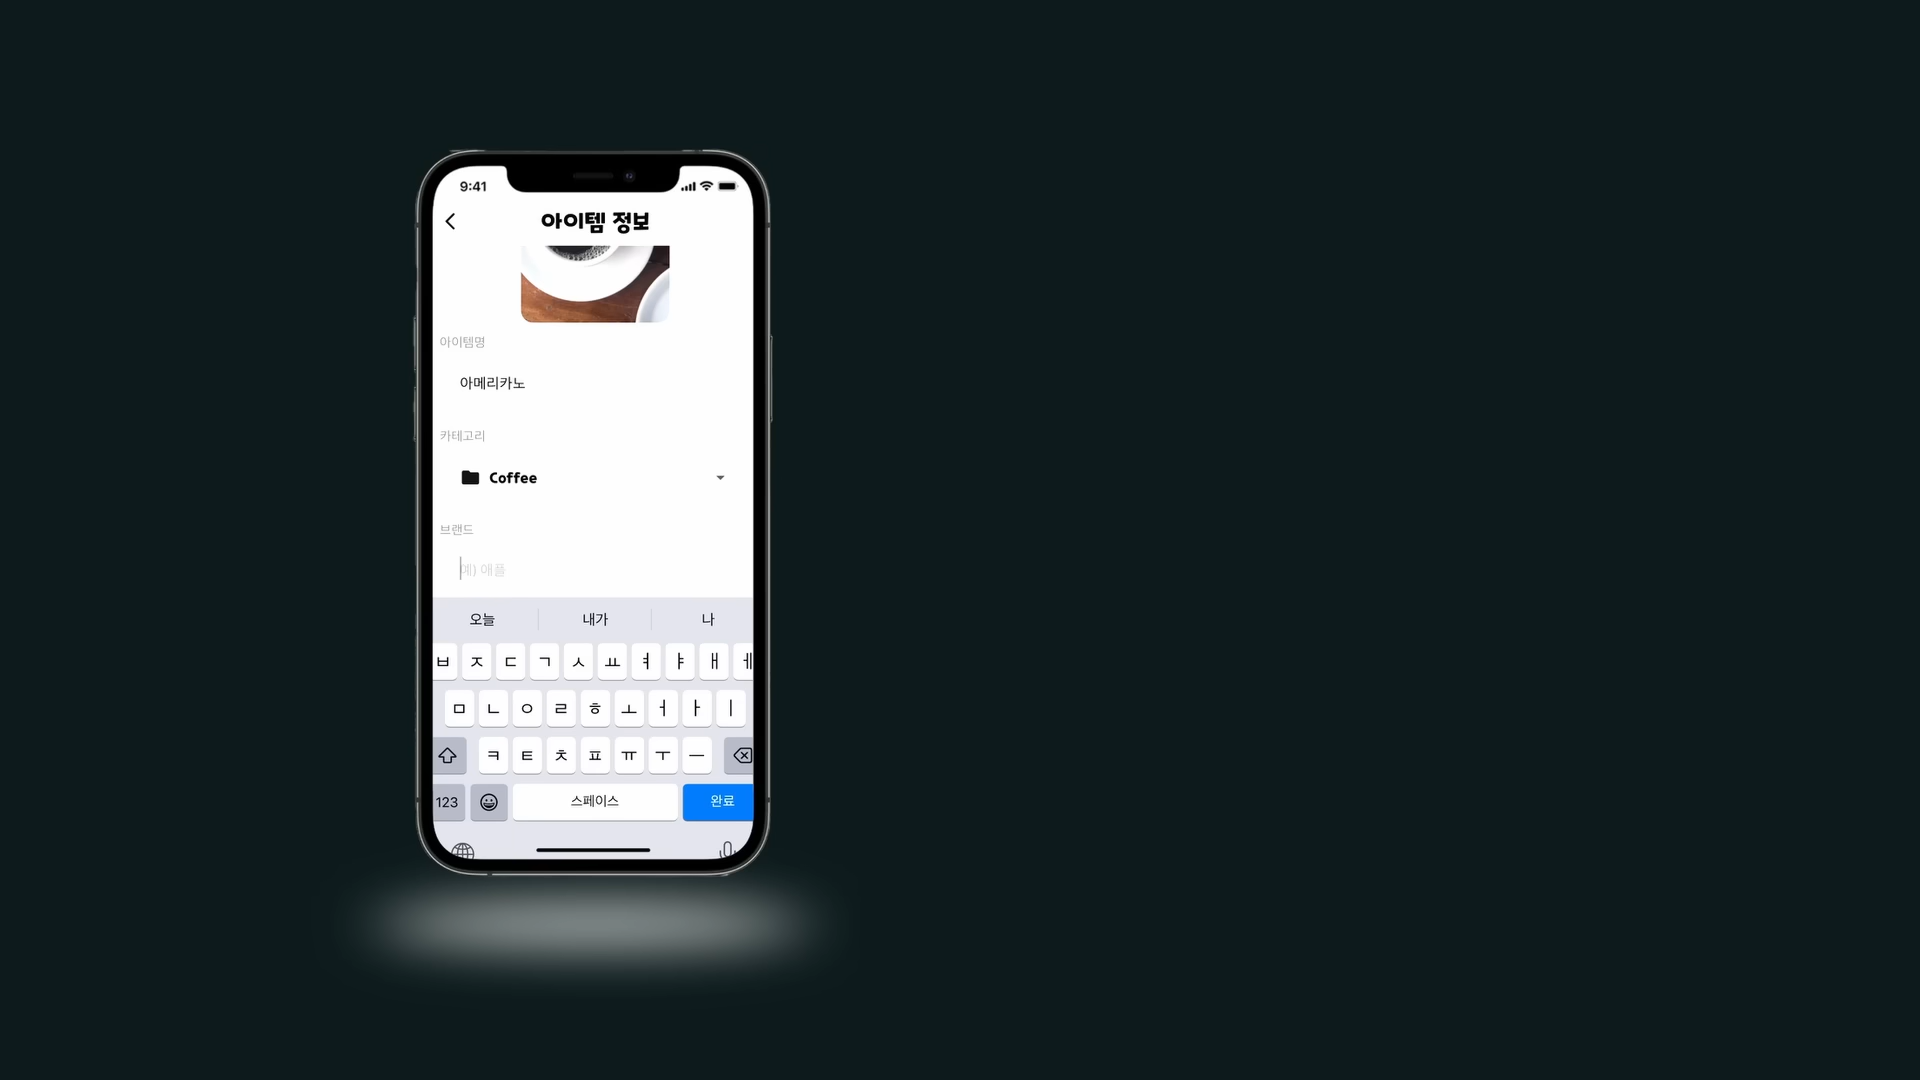 9:41
아이템 정보
아이템명
아메리카노
카테고리
Coffee
브랜드
예) 애플
오늘 내가 나
ㅂ ㅈ ㄷ ㄱ ㅅ ㅛ ㅕ ㅑ ㅐ ㅔ
ㅁ ㄴ ㅇ ㄹ ㅎ ㅗ ㅓ ㅏ ㅣ
ㅋ ㅌ ㅊ ㅍ ㅠ ㅜ ㅡ
123 스페이스 완료